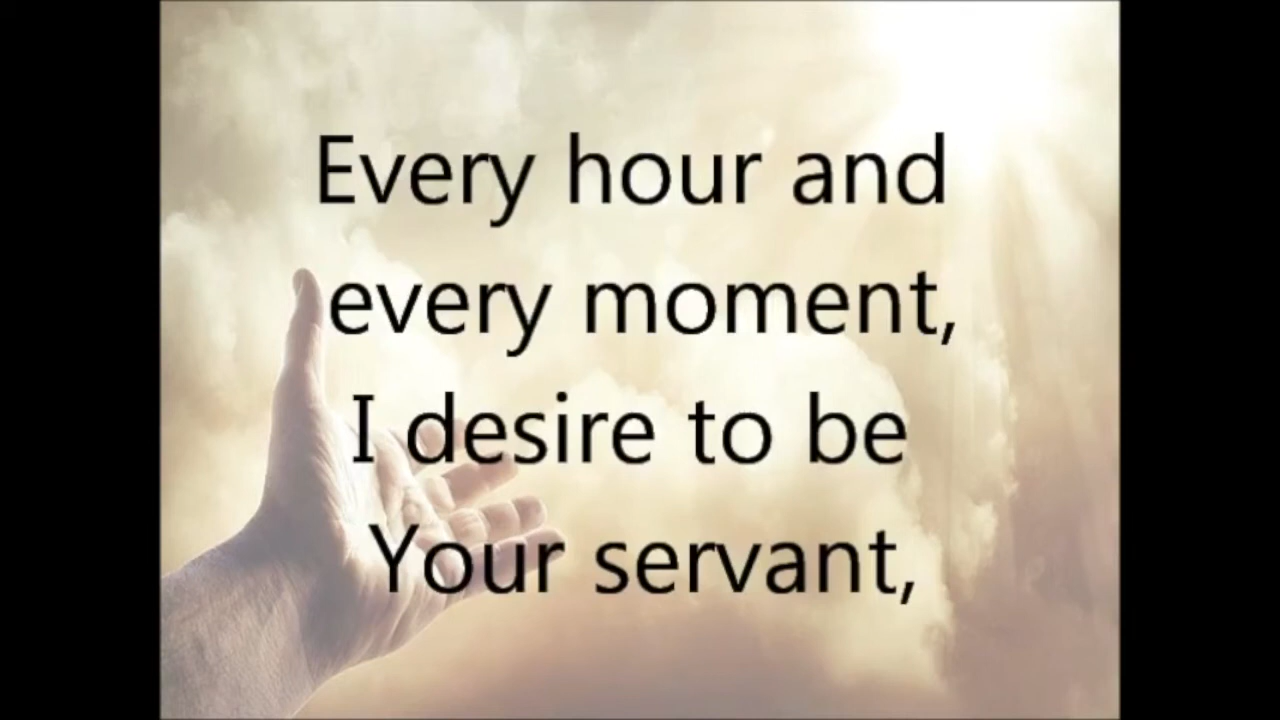 Every hour and
every moment,
I desire to be
Your servant,